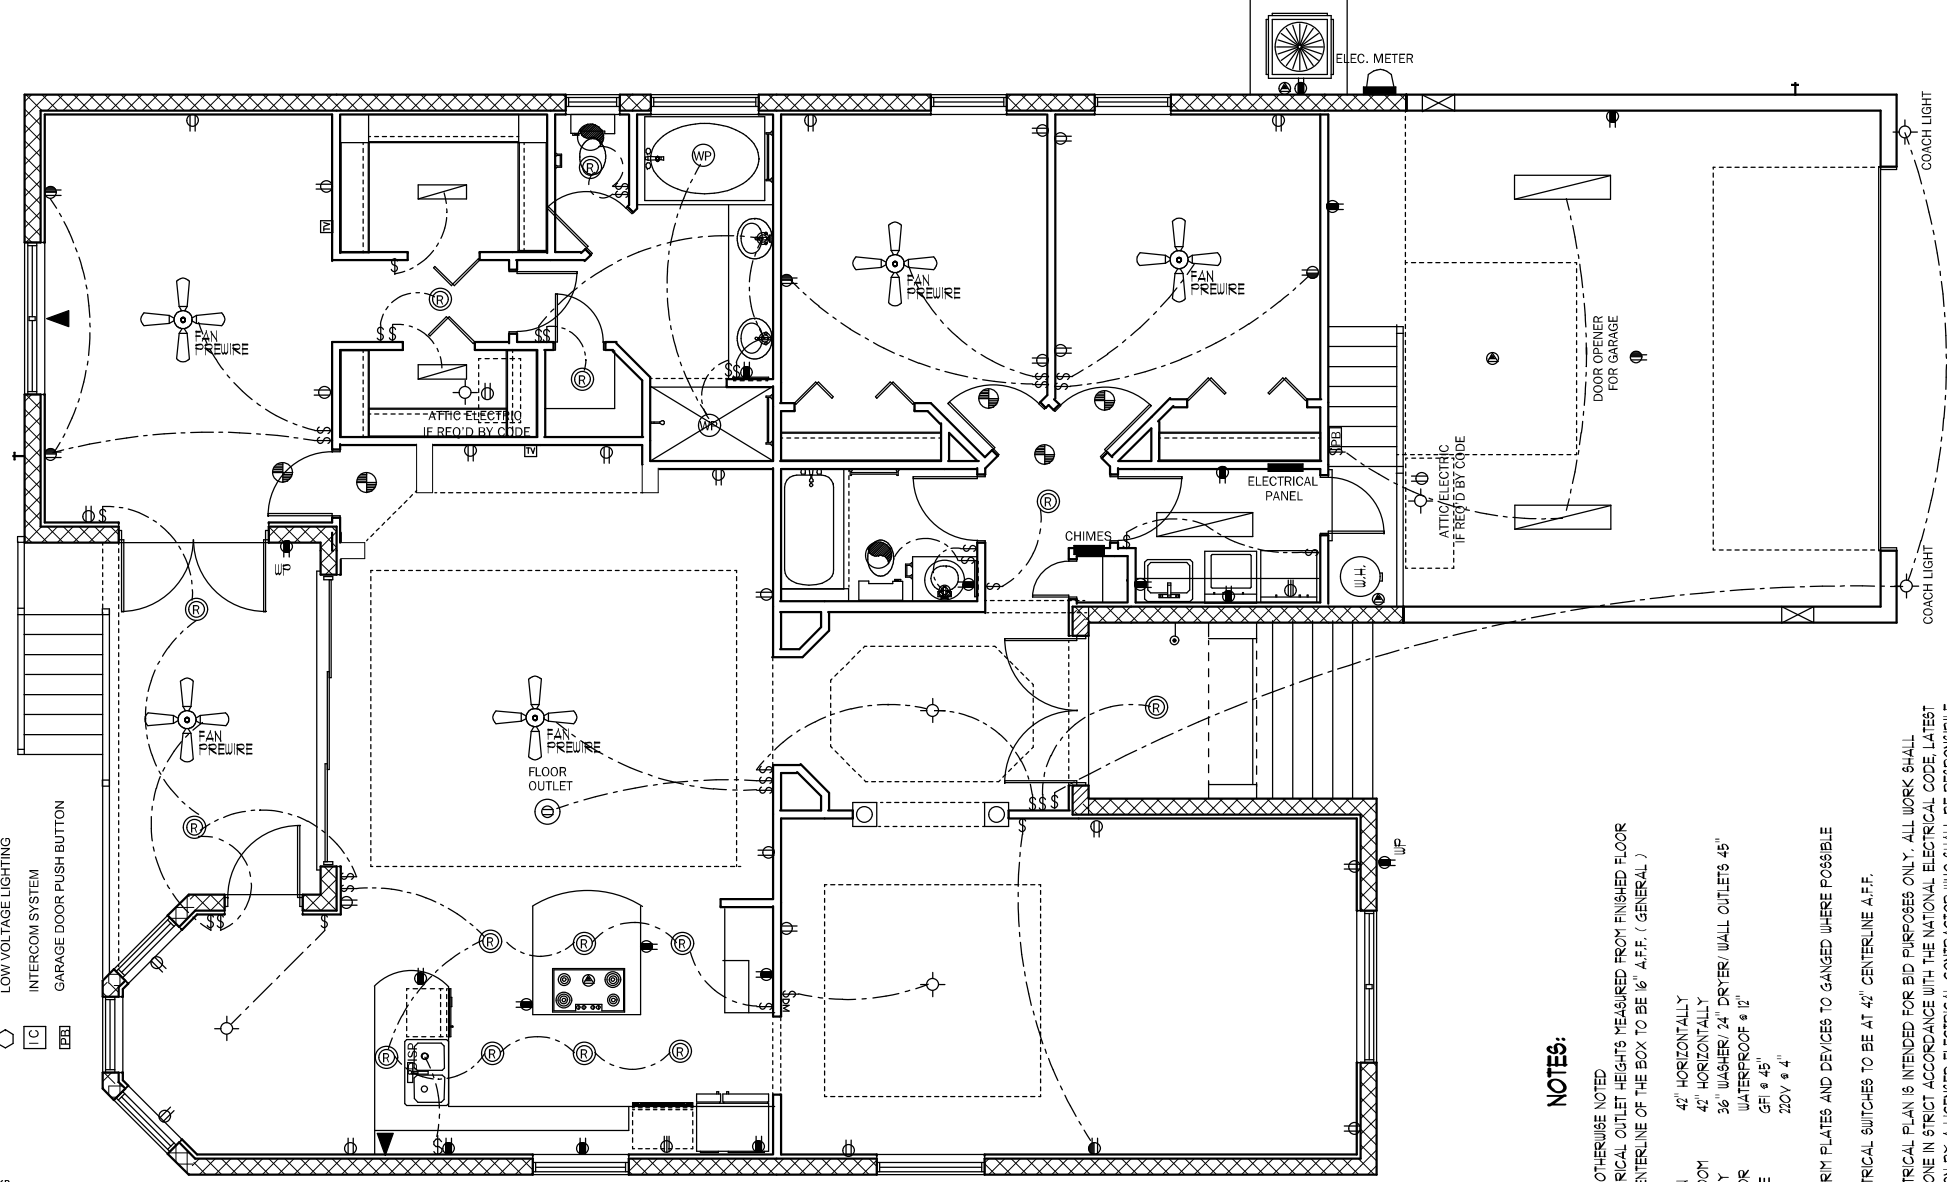 ELEC. METER
COACH LIGHT
WP
R
TV
FAN
PREWIRE
FAN
PREWIRE
FAN
PREWIRE
R
DOOR OPENER
FOR GARAGE
R
WP
ATTIC ELECTRIC
IF REQ'D BY CODE
TV
PB
ATTIC/ELECTRIC
IF REQ'D BY CODE
ELECTRICAL
PANEL
R
CHIMES
WP
W.H.
COACH LIGHT
R
FAN
PREWIRE
FAN
PREWIRE
R
FLOOR
OUTLET
R
WP
R
R
R
DM
R
DISP
R
R
R
LOW VOLTAGE LIGHTING
INTERCOM SYSTEM
IC
GARAGE DOOR PUSH BUTTON
PB
NOTES:
OTHERWISE NOTED
RICAL OUTLET HEIGHTS MEASURED FROM FINISHED FLOOR
ENTERLINE OF THE BOX TO BE 16" A.F.F. ( GENERAL )
42" HORIZONTALLY
OOM 42" HORIZONTALLY
36" WASHER/ 24" DRYER/ WALL OUTLETS 45"
OR WATERPROOF @ 12"
GFI @ 45"
220V @ 4"
RIM PLATES AND DEVICES TO GANGED WHERE POSSIBLE
TRICAL SWITCHES TO BE AT 42" CENTERLINE A.F.F.
TRICAL PLAN IS INTENDED FOR BID PURPOSES ONLY. ALL WORK SHALL
ONE IN STRICT ACCORDANCE WITH THE NATIONAL ELECTRICAL CODE, LATEST